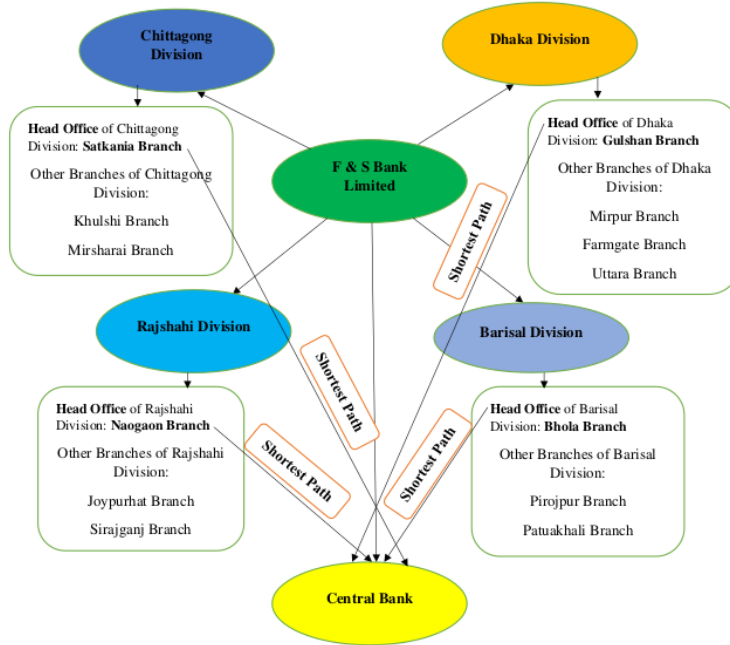 Chittagong
Division
Dhaka Division
Head Office of Chittagong
Division: Satkania Branch
Other Branches of Chittagong
Division:
Khulshi Branch
Mirsharai Branch
F & S Bank
Limited
Head Office of Dhaka
Division: Gulshan Branch
Other Branches of Dhaka
Division:
Mirpur Branch
Farmgate Branch
Uttara Branch
Shortest Path
Rajshahi Division
Barisal Division
Shortest Path
Head Office of Rajshahi
Division: Naogaon Branch
Other Branches of Rajshahi
Division:
Joypurhat Branch
Sirajganj Branch
Shortest Path
Shortest Path
Head Office of Barisal
Division: Bhola Branch
Other Branches of Barisal
Division:
Pirojpur Branch
Patuakhali Branch
Central Bank